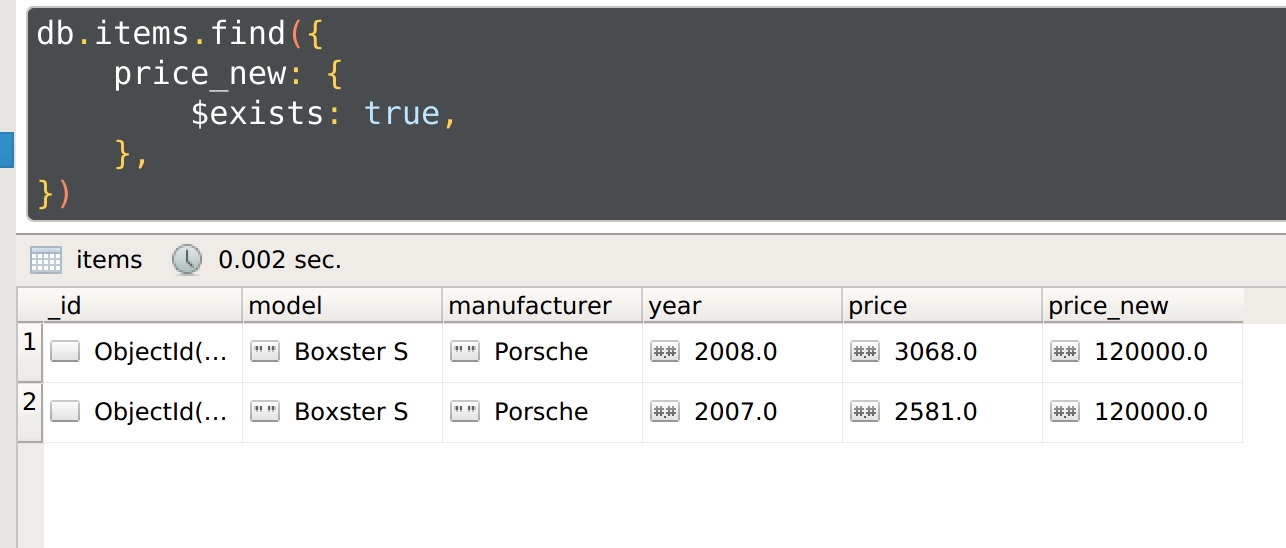 db.items.find({
    price_new: {
        $exists: true,
    },
})
items 0.002 sec.
_id model manufacturer year price price_new
1 ObjectId(... "" Boxster S "" Porsche #.# 2008.0 #.# 3068.0 #.# 120000.0
2 ObjectId(... "" Boxster S "" Porsche #.# 2007.0 #.# 2581.0 #.# 120000.0